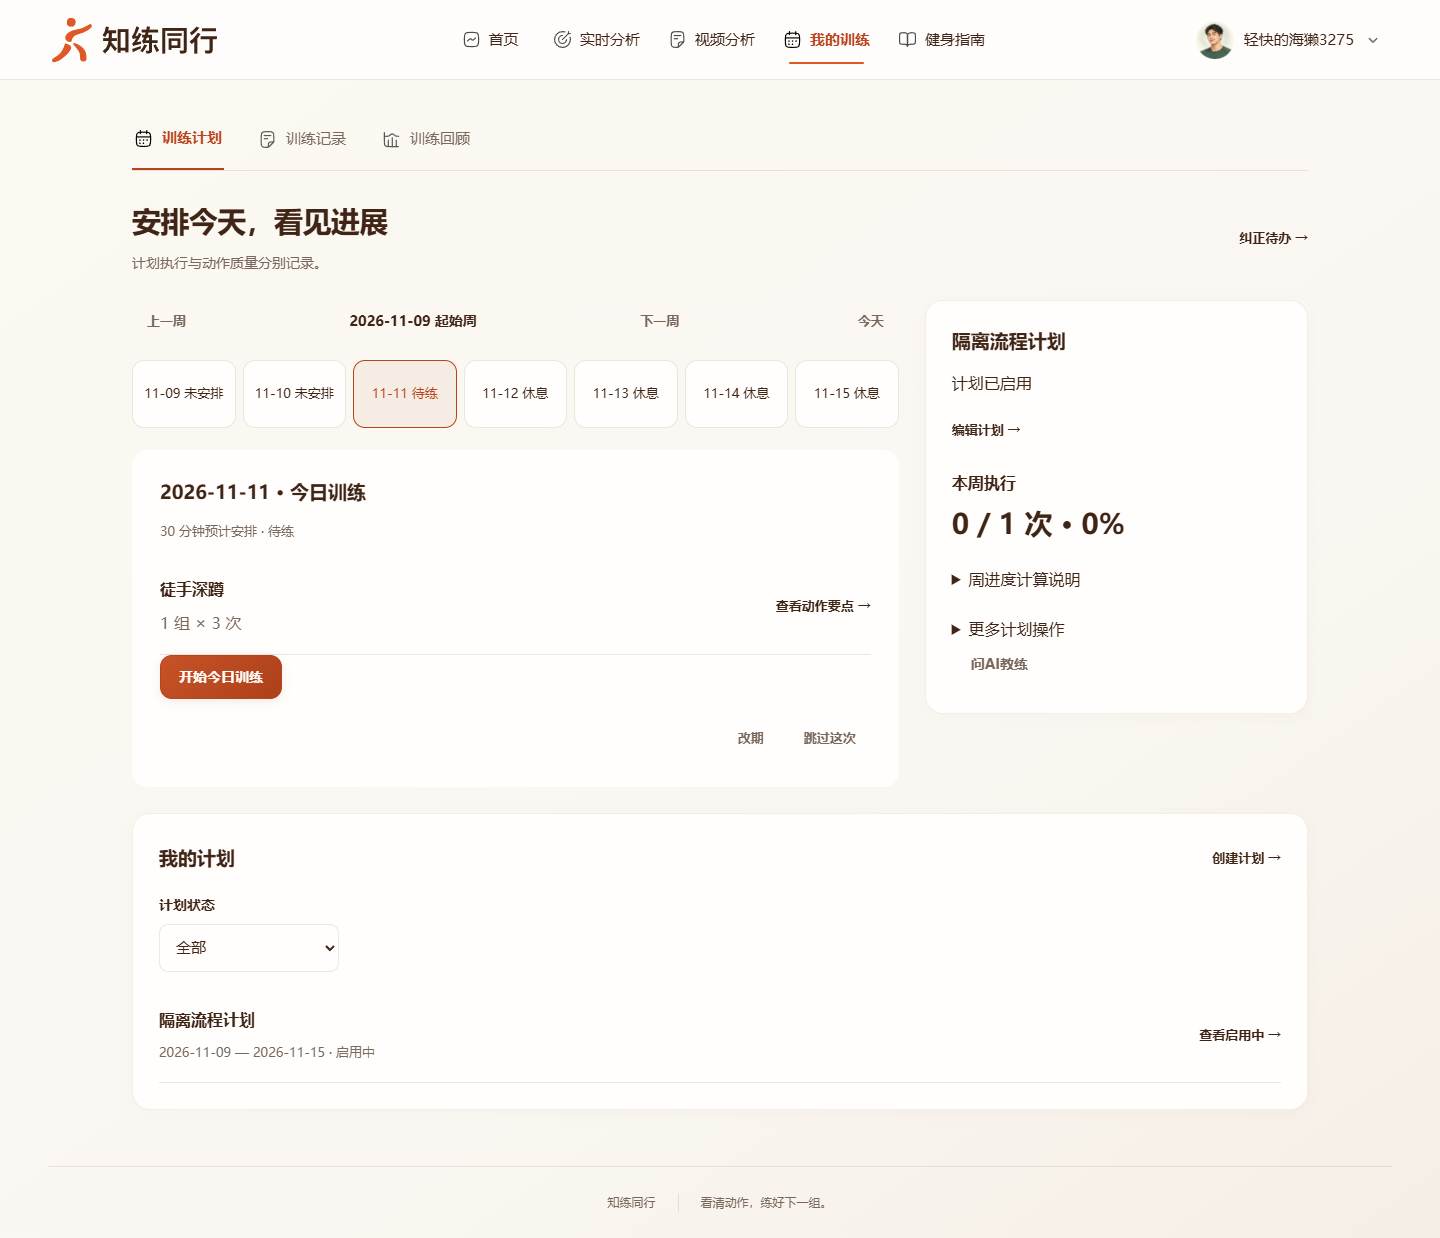 知练同行
首页
实时分析
视频分析
我的训练
健身指南
轻快的海獭3275
训练计划
训练记录
训练回顾
安排今天，看见进展
计划执行与动作质量分别记录。
纠正待办 →
上一周
2026-11-09 起始周
下一周
今天
11-09 未安排
11-10 未安排
11-11 待练
11-12 休息
11-13 休息
11-14 休息
11-15 休息
2026-11-11 • 今日训练
30 分钟预计安排 · 待练
徒手深蹲
1 组 × 3 次
查看动作要点 →
开始今日训练
改期
跳过这次
隔离流程计划
计划已启用
编辑计划 →
本周执行
0 / 1 次 • 0%
▶ 周进度计算说明
▶ 更多计划操作
问AI教练
我的计划
创建计划 →
计划状态
全部
隔离流程计划
2026-11-09 — 2026-11-15 · 启用中
查看启用中 →
知练同行
看清动作，练好下一组。